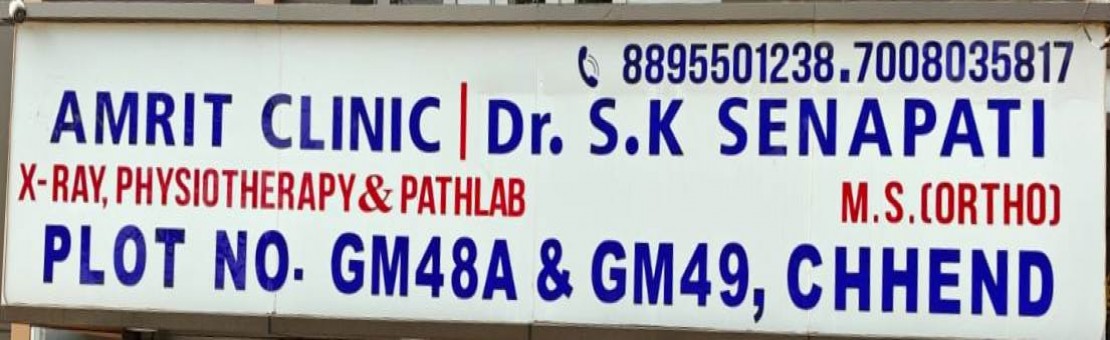 8895501238.7008035817
AMRIT CLINIC | Dr. S.K SENAPATI
X-RAY, PHYSIOTHERAPY & PATHLAB M.S.(ORTHO)
PLOT NO. GM48A & GM49, CHHEND